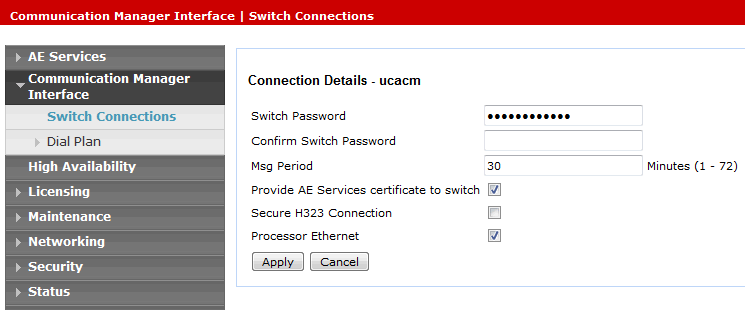 Communication Manager Interface | Switch Connections
AE Services
Communication Manager
Interface
Switch Connections
Dial Plan
High Availability
Licensing
Maintenance
Networking
Security
Status
Connection Details - ucacm
Switch Password ••••••••••••
Confirm Switch Password
Msg Period 30 Minutes (1 - 72)
Provide AE Services certificate to switch
Secure H323 Connection
Processor Ethernet
Apply Cancel